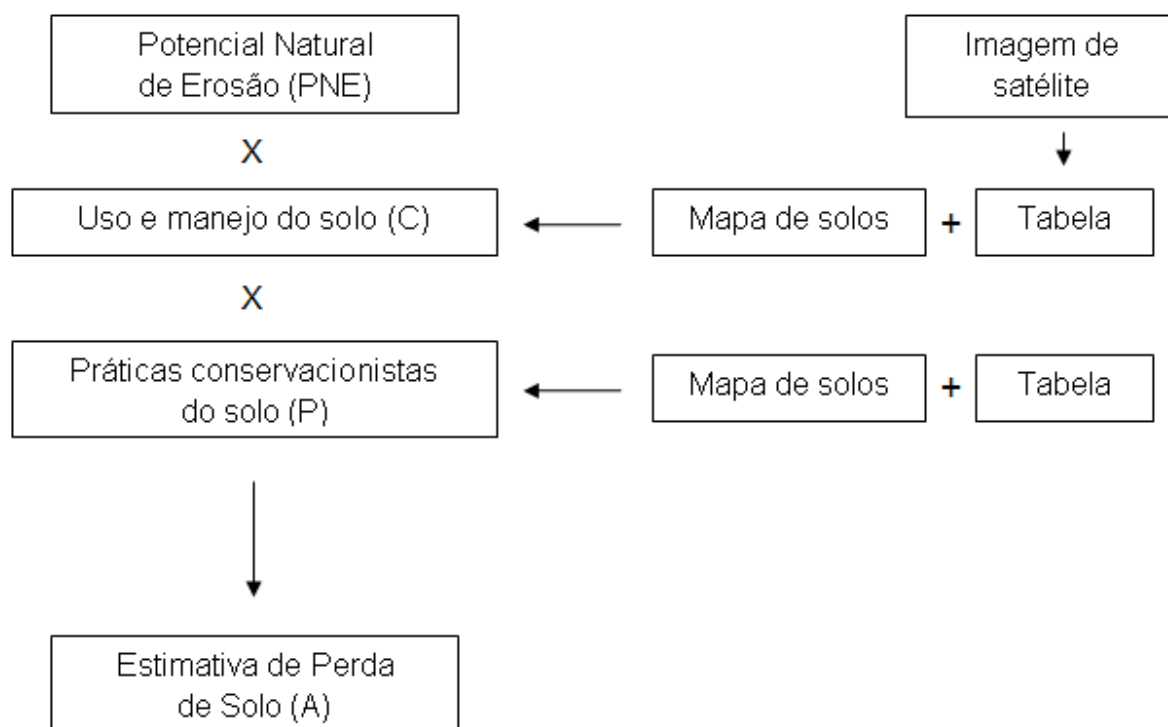 Potencial Natural
de Erosão (PNE)
Imagem de
satélite
X
Uso e manejo do solo (C)
Mapa de solos
+
Tabela
X
Práticas conservacionistas
do solo (P)
Mapa de solos
+
Tabela
Estimativa de Perda
de Solo (A)